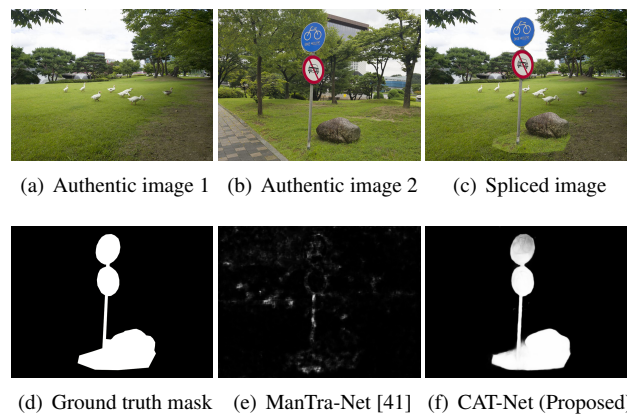 (a) Authentic image 1 (b) Authentic image 2 (c) Spliced image
(d) Ground truth mask (e) ManTra-Net [41] (f) CAT-Net (Proposed)